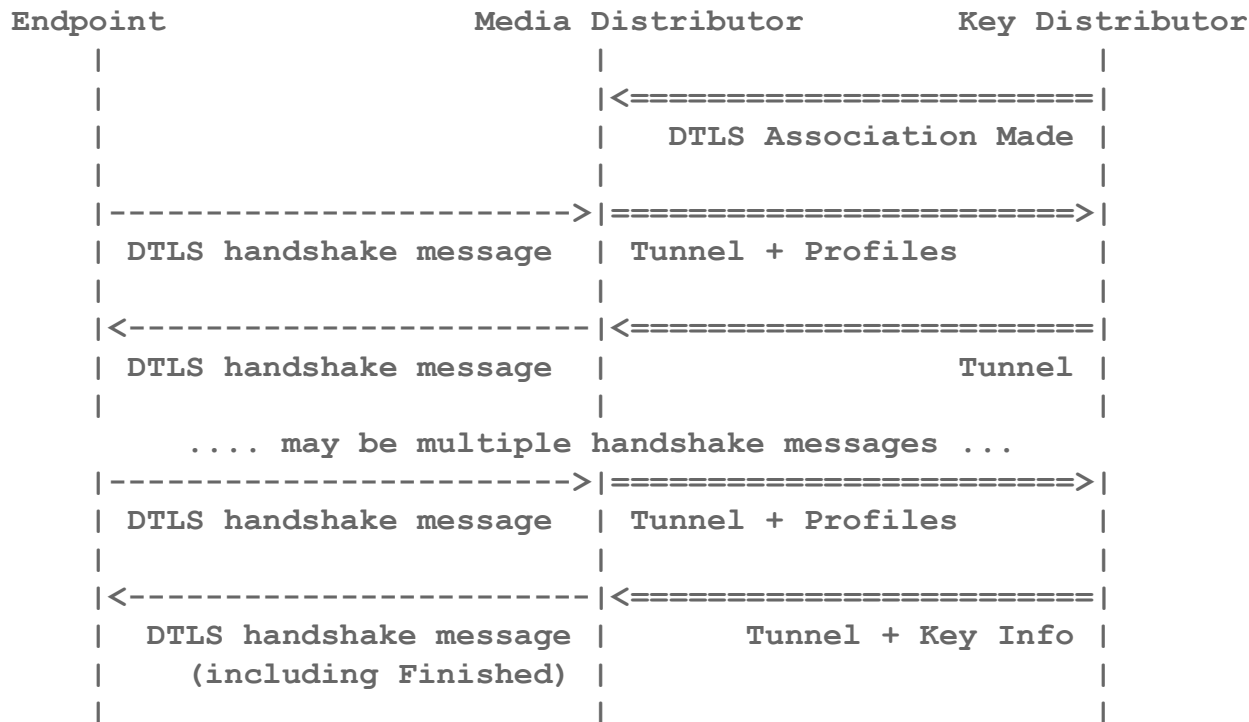 Endpoint Media Distributor Key Distributor
DTLS Association Made
DTLS handshake message Tunnel + Profiles
DTLS handshake message Tunnel
.... may be multiple handshake messages ...
DTLS handshake message Tunnel + Profiles
DTLS handshake message Tunnel + Key Info
(including Finished)